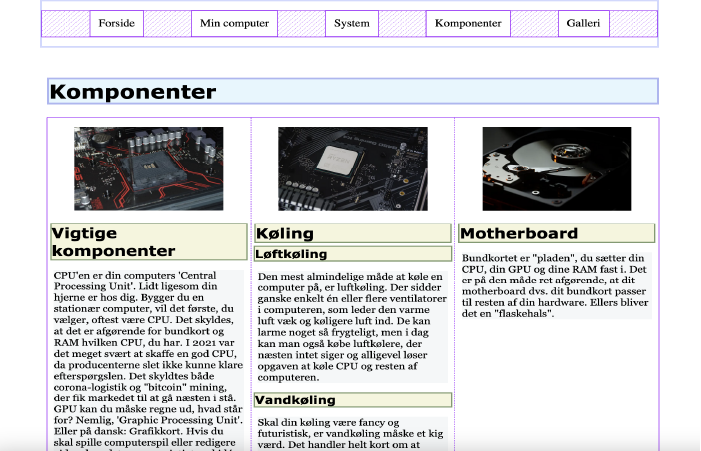 Forside
Min computer
System
Komponenter
Galleri
Komponenter
Vigtige
komponenter
CPU'en er din computers 'Central
Processing Unit'. Lidt ligesom din
hjerne er hos dig. Bygger du en
stationær computer, vil det første, du
vælger, oftest være CPU. Det skyldes,
at det er afgørende for bundkort og
RAM hvilken CPU, du har. I 2021 var
det meget svært at skaffe en god CPU,
da producenterne slet ikke kunne klare
efterspørgslen. Det skyldtes både
corona-logistik og "bitcoin" mining,
der fik markedet til at gå næsten i stå.
GPU kan du måske regne ud, hvad står
for? Nemlig, 'Graphic Processing Unit'.
Eller på dansk: Grafikkort. Hvis du
skal spille computerspil eller redigere
Køling
Løftkøling
Den mest almindelige måde at køle en
computer på, er luftkøling. Der sidder
ganske enkelt én eller flere ventilatorer
i computeren, som leder den varme
luft væk og køligere luft ind. De kan
larme noget så frygteligt, men i dag
kan man også købe luftkølere, der
næsten intet siger og alligevel løser
opgaven at køle CPU og resten af
computeren.
Vandkøling
Skal din køling være fancy og
futuristisk, er vandkøling måske et kig
værd. Det handler helt kort om at
Motherboard
Bundkortet er "pladen", du sætter din
CPU, din GPU og dine RAM fast i. Det
er på den måde ret afgørende, at dit
motherboard dvs. dit bundkort passer
til resten af din hardware. Ellers bliver
det en "flaskehals".